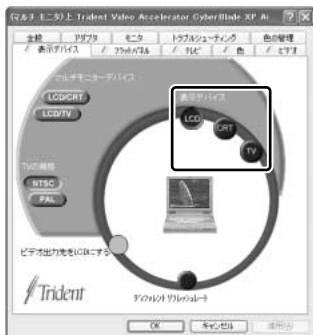 (マルチ モニタ)上 Trident Video Accelerator CyberBlade XP Ai
全般 アダプタ モニタ トラブルシューティング 色の管理
表示デバイス フラットパネル テレビ 色 ビデオ
マルチモニターデバイス
表示デバイス
LCD/CRT
LCD/TV
LCD
CRT
TV
TVの規格
NTSC
PAL
ビデオ出力先をLCDにする
Trident
ディフォルト リフレッシュレート
OK キャンセル 適用(A)